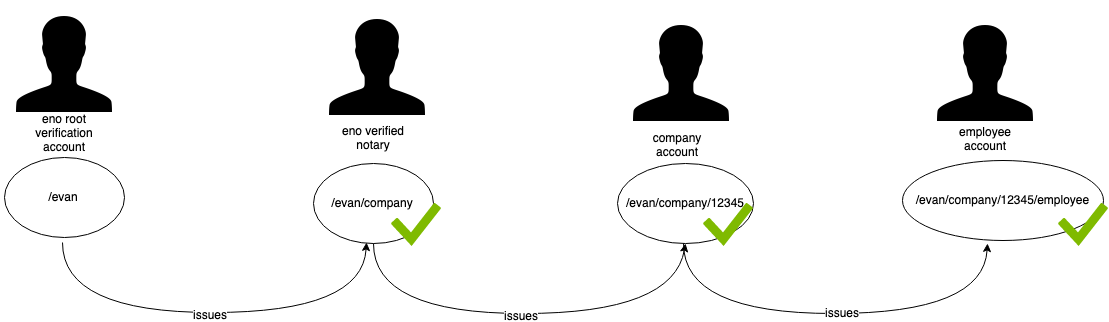 eno root
verification
account
eno verified
notary
company
account
employee
account
/evan
/evan/company
/evan/company/12345
/evan/company/12345/employee
issues
issues
issues